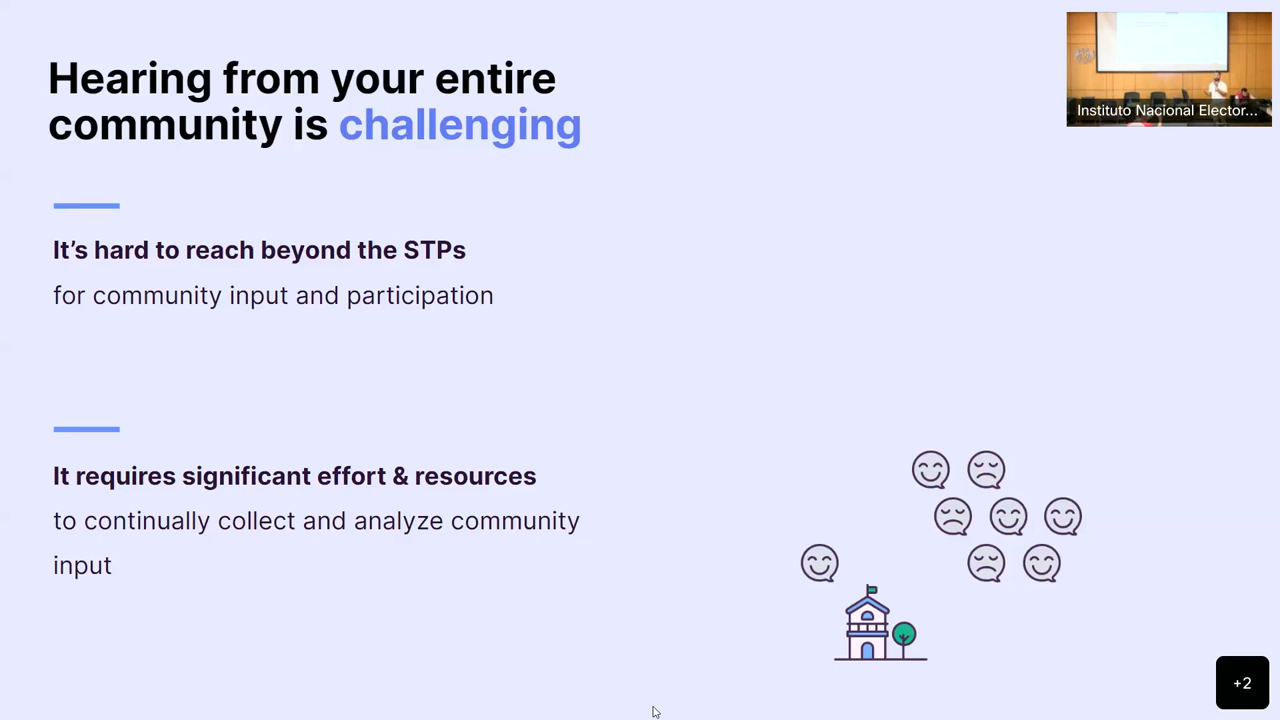 Hearing from your entire
community is challenging
It’s hard to reach beyond the STPs
for community input and participation
It requires significant effort & resources
to continually collect and analyze community
input
Instituto Nacional Elector...
+2